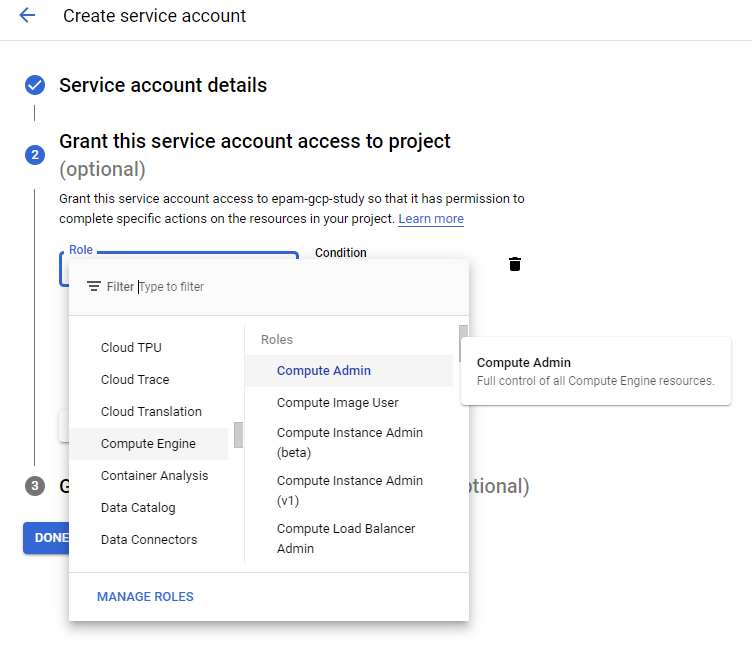 Create service account
Service account details
2
Grant this service account access to project
(optional)
Grant this service account access to epam-gcp-study so that it has permission to
complete specific actions on the resources in your project. Learn more
Role
Condition
Filter Type to filter
Cloud TPU
Cloud Trace
Cloud Translation
Compute Engine
Container Analysis
Data Catalog
Data Connectors
Roles
Compute Admin
Compute Image User
Compute Instance Admin
(beta)
Compute Instance Admin
(v1)
Compute Load Balancer
Admin
Compute Admin
Full control of all Compute Engine resources.
3
DONE
MANAGE ROLES